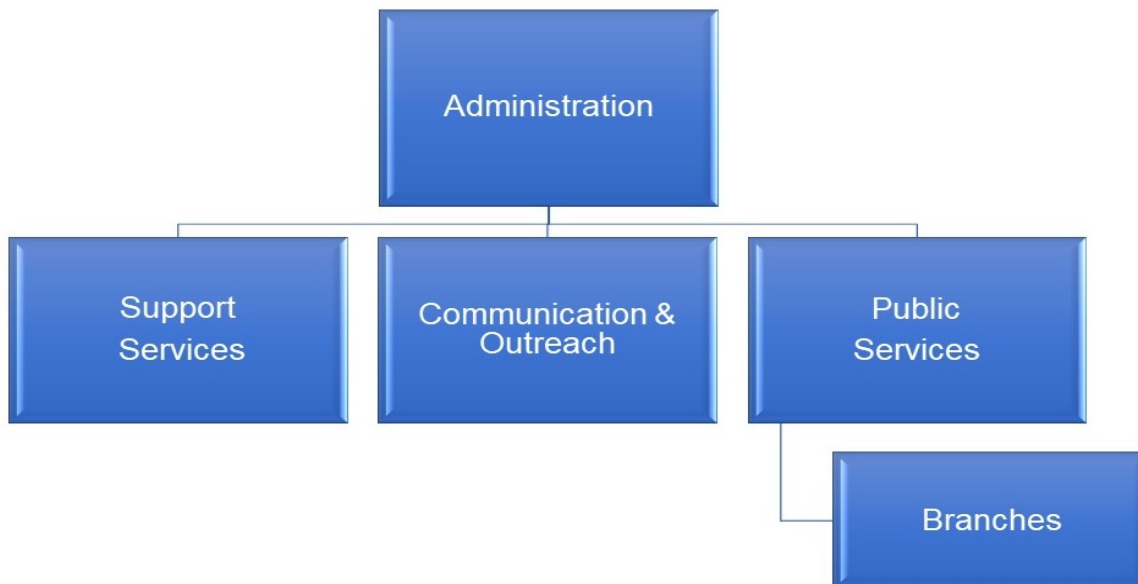 Administration
Support
Services
Communication &
Outreach
Public
Services
Branches